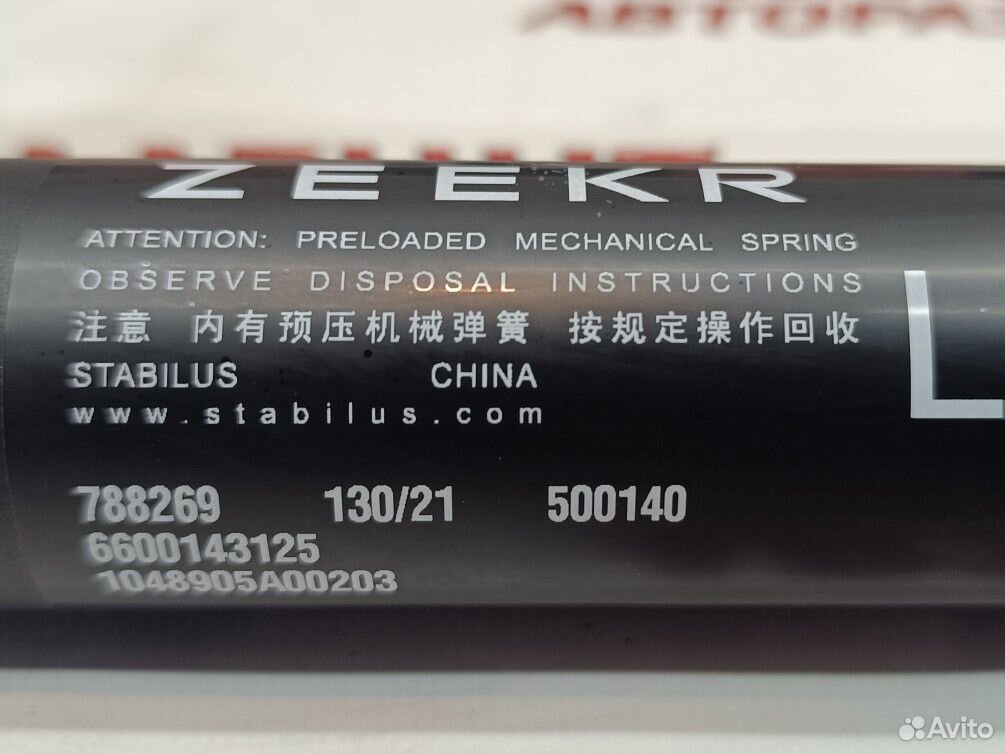 ZEEKR
ATTENTION: PRELOADED MECHANICAL SPRING
OBSERVE DISPOSAL INSTRUCTIONS
注意 内有预压机械弹簧 按规定操作回收
STABILUS CHINA
www.stabilus.com
L
788269 130/21 500140
6600143125
1048905A00203
Avito